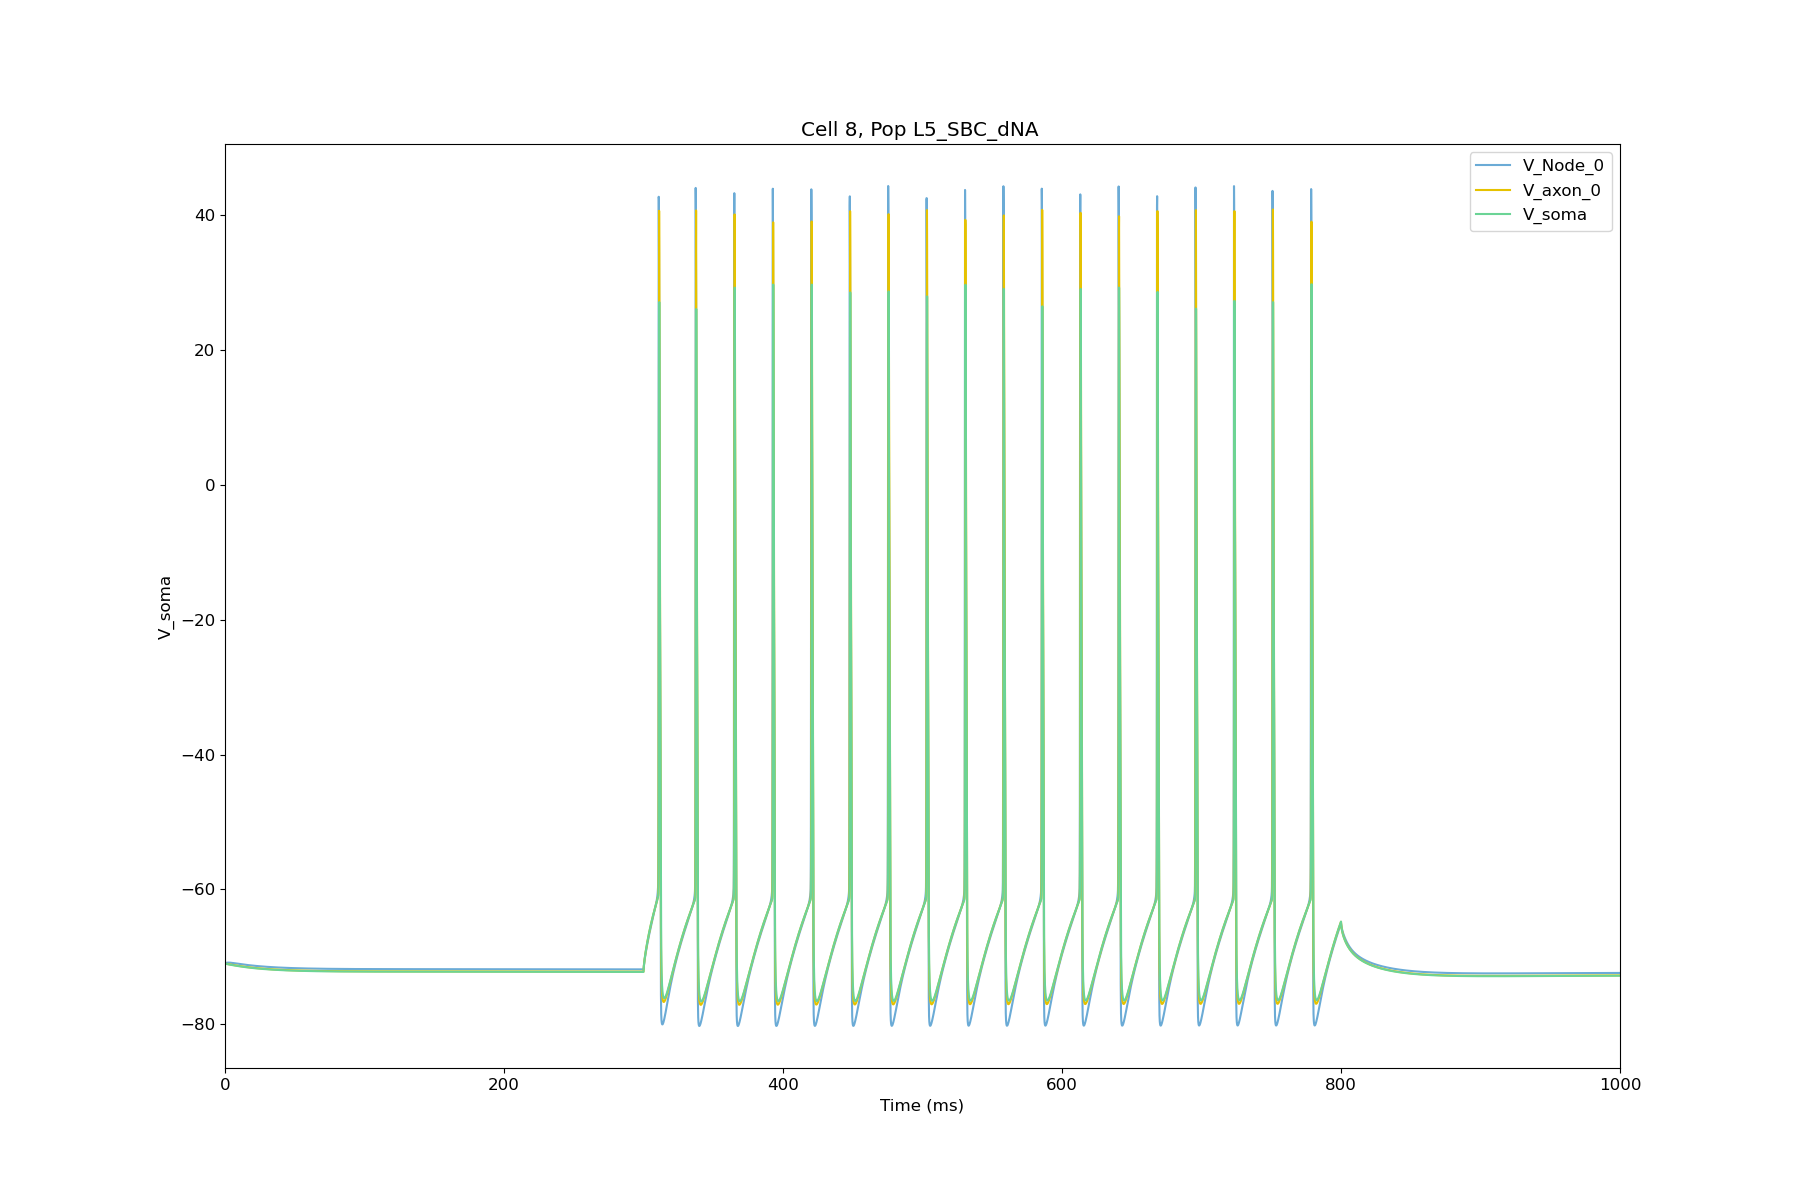 Cell 8, Pop L5_SBC_dNA
V_Node_0
V_axon_0
V_soma
40
20
0
−20
−40
−60
−80
V_soma
0 200 400 600 800 1000
Time (ms)